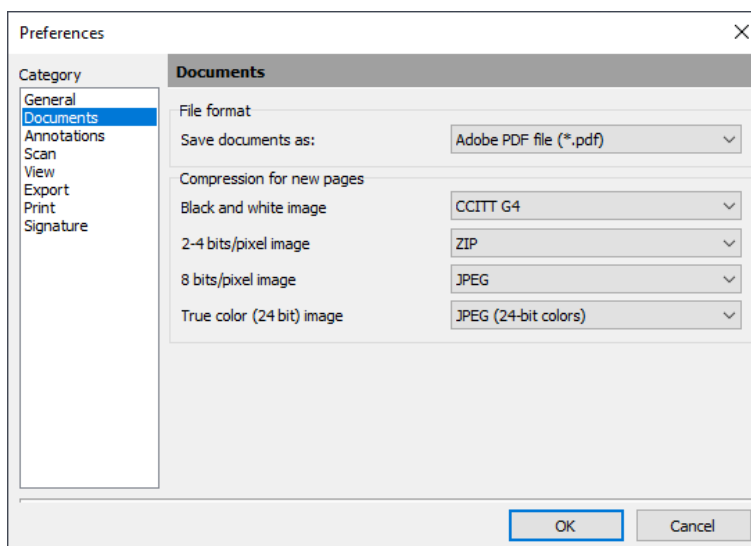 Preferences
Category
General
Documents
Annotations
Scan
View
Export
Print
Signature
Documents
File format
Save documents as: Adobe PDF file (*.pdf)
Compression for new pages
Black and white image CCITT G4
2-4 bits/pixel image ZIP
8 bits/pixel image JPEG
True color (24 bit) image JPEG (24-bit colors)
OK Cancel